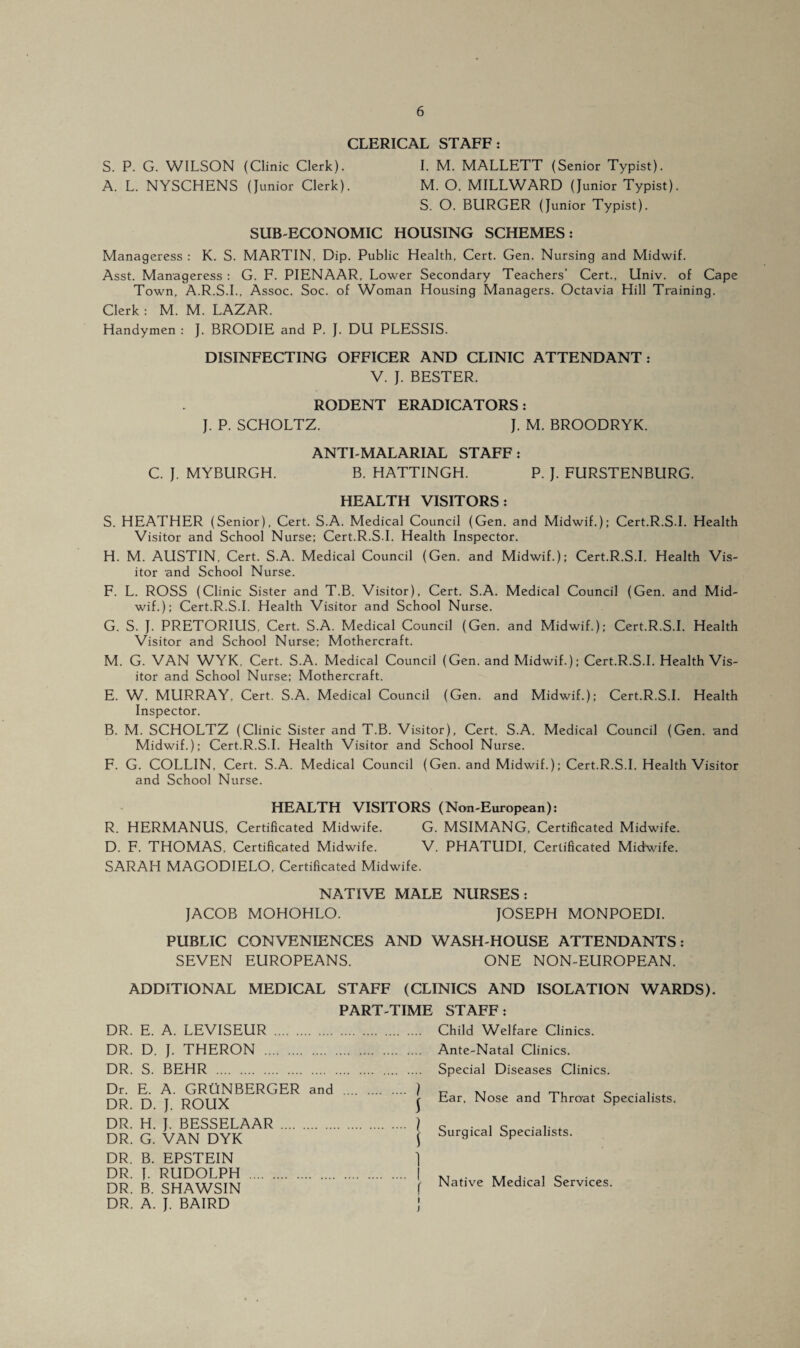 6
CLERICAL STAFF :
S. P. G. WILSON (Clinic Clerk). I. M. MALLETT (Senior Typist).
A. L. NYSCHENS (Junior Clerk). M. O. MILLWARD (Junior Typist).
S. O. BURGER (Junior Typist).
SUB-ECONOMIC HOUSING SCHEMES :
Manageress : K. S. MARTIN, Dip. Public Health, Cert. Gen. Nursing and Midwif.
Asst. Manageress : G. F. PIENAAR, Lower Secondary Teachers' Cert., Univ. of Cape
Town, A.R.S.I., Assoc. Soc. of Woman Housing Managers. Octavia Hill Training.
Clerk : M. M. LAZAR.
Handymen : J. BRODIE and P. J. DU PLESSIS.
DISINFECTING OFFICER AND CLINIC ATTENDANT :
V. J. BESTER.
RODENT ERADICATORS :
J. P. SCHOLTZ. J. M. BROODRYK.
ANTI-MALARIAL STAFF :
C. J. MYBURGH. B. HATTINGH. P. J. FURSTENBURG.
HEALTH VISITORS :
S. HEATHER (Senior), Cert. S.A. Medical Council (Gen. and Midwif.); Cert.R.S.I. Health
Visitor and School Nurse; Cert.R.S.I. Health Inspector.
H. M. AUSTIN, Cert. S.A. Medical Council (Gen. and Midwif.); Cert.R.S.I. Health Vis-
itor and School Nurse.
F. L. ROSS (Clinic Sister and T.B. Visitor), Cert. S.A. Medical Council (Gen. and Mid-
wif.); Cert.R.S.I. Health Visitor and School Nurse.
G. S. J. PRETORIUS, Cert. S.A. Medical Council (Gen. and Midwif.); Cert.R.S.I. Health
Visitor and School Nurse; Mothercraft.
M. G. VAN WYK, Cert. S.A. Medical Council (Gen. and Midwif.); Cert.R.S.I. Health Vis-
itor and School Nurse; Mothercraft.
E. W. MURRAY, Cert. S.A. Medical Council (Gen. and Midwif.); Cert.R.S.I. Health
Inspector.
B. M. SCHOLTZ (Clinic Sister and T.B. Visitor), Cert. S.A. Medical Council (Gen. and
Midwif.); Cert.R.S.I. Health Visitor and School Nurse.
F. G. COLLIN, Cert. S.A. Medical Council (Gen. and Midwif.); Cert.R.S.I. Health Visitor
and School Nurse.
HEALTH VISITORS (Non-European):
R. HERMANUS, Certificated Midwife. G. MSIMANG, Certificated Midwife.
D. F. THOMAS, Certificated Midwife. V. PHATUDI, Certificated Midwife.
SARAH MAGODIELO, Certificated Midwife.
NATIVE MALE NURSES :
JACOB MOHOHLO. JOSEPH MONPOEDI.
PUBLIC CONVENIENCES AND WASH-HOUSE ATTENDANTS :
SEVEN EUROPEANS. ONE NON-EUROPEAN.
ADDITIONAL MEDICAL STAFF (CLINICS AND ISOLATION WARDS).
PART-TIME STAFF :
DR. E. A. LEVISEUR .... .... .... .... .... .... .... Child Welfare Clinics.
DR. D. J. THERON .... .... .... .... .... .... .... Ante-Natal Clinics.
DR. S. BEHR .... .... .... .... .... .... .... .... .... Special Diseases Clinics.
Dr. E. A. GRÜNBERGER and .... .... .... }
DR. D. J. ROUX } Ear, Nose and Throat Specialists.
DR. H. J. BESSELAAR .... .... .... .... .... .... }
DR. G. VAN DYK } Surgical Specialists.
DR. B. EPSTEIN }
DR. J. RUDOLPH .... .... .... .... .... .... .... }
DR. B. SHAWSIN } Native Medical Services.
DR. A. J. BAIRD }